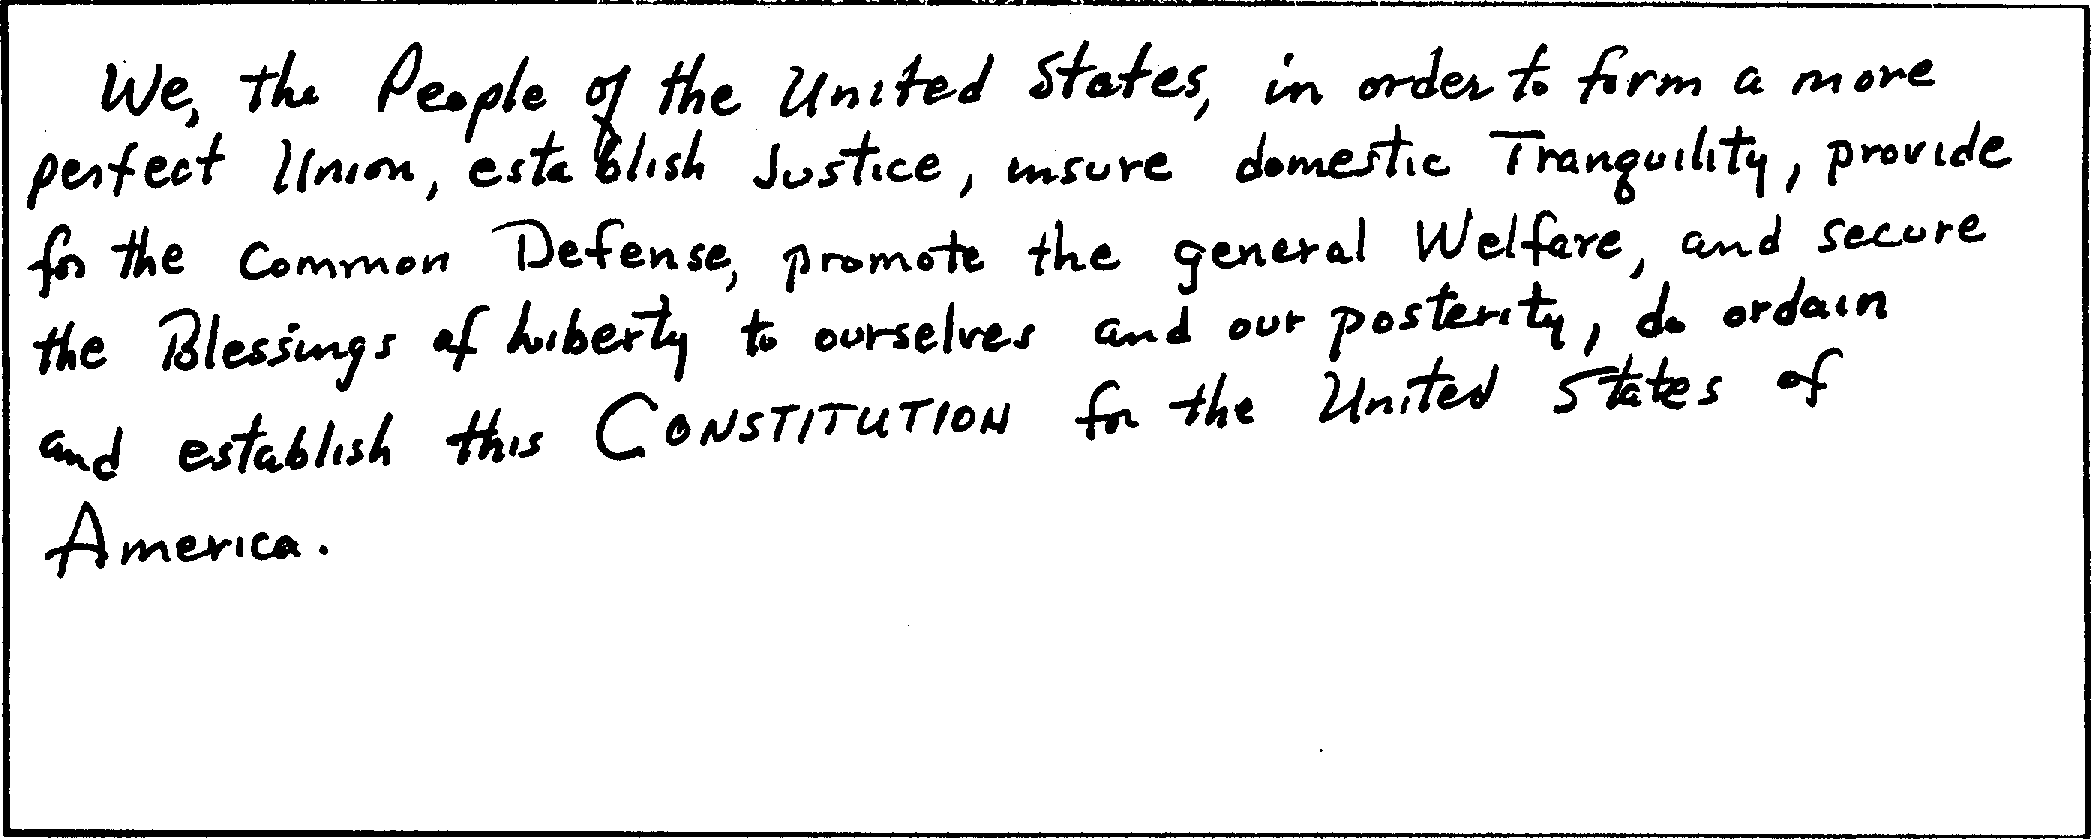 We, the People of the United States, in order to form a more
perfect Union, establish Justice, insure domestic Tranquility, provide
for the common Defense, promote the general Welfare, and secure
the Blessings of Liberty to ourselves and our posterity, do ordain
and establish this CONSTITUTION for the United States of
America.